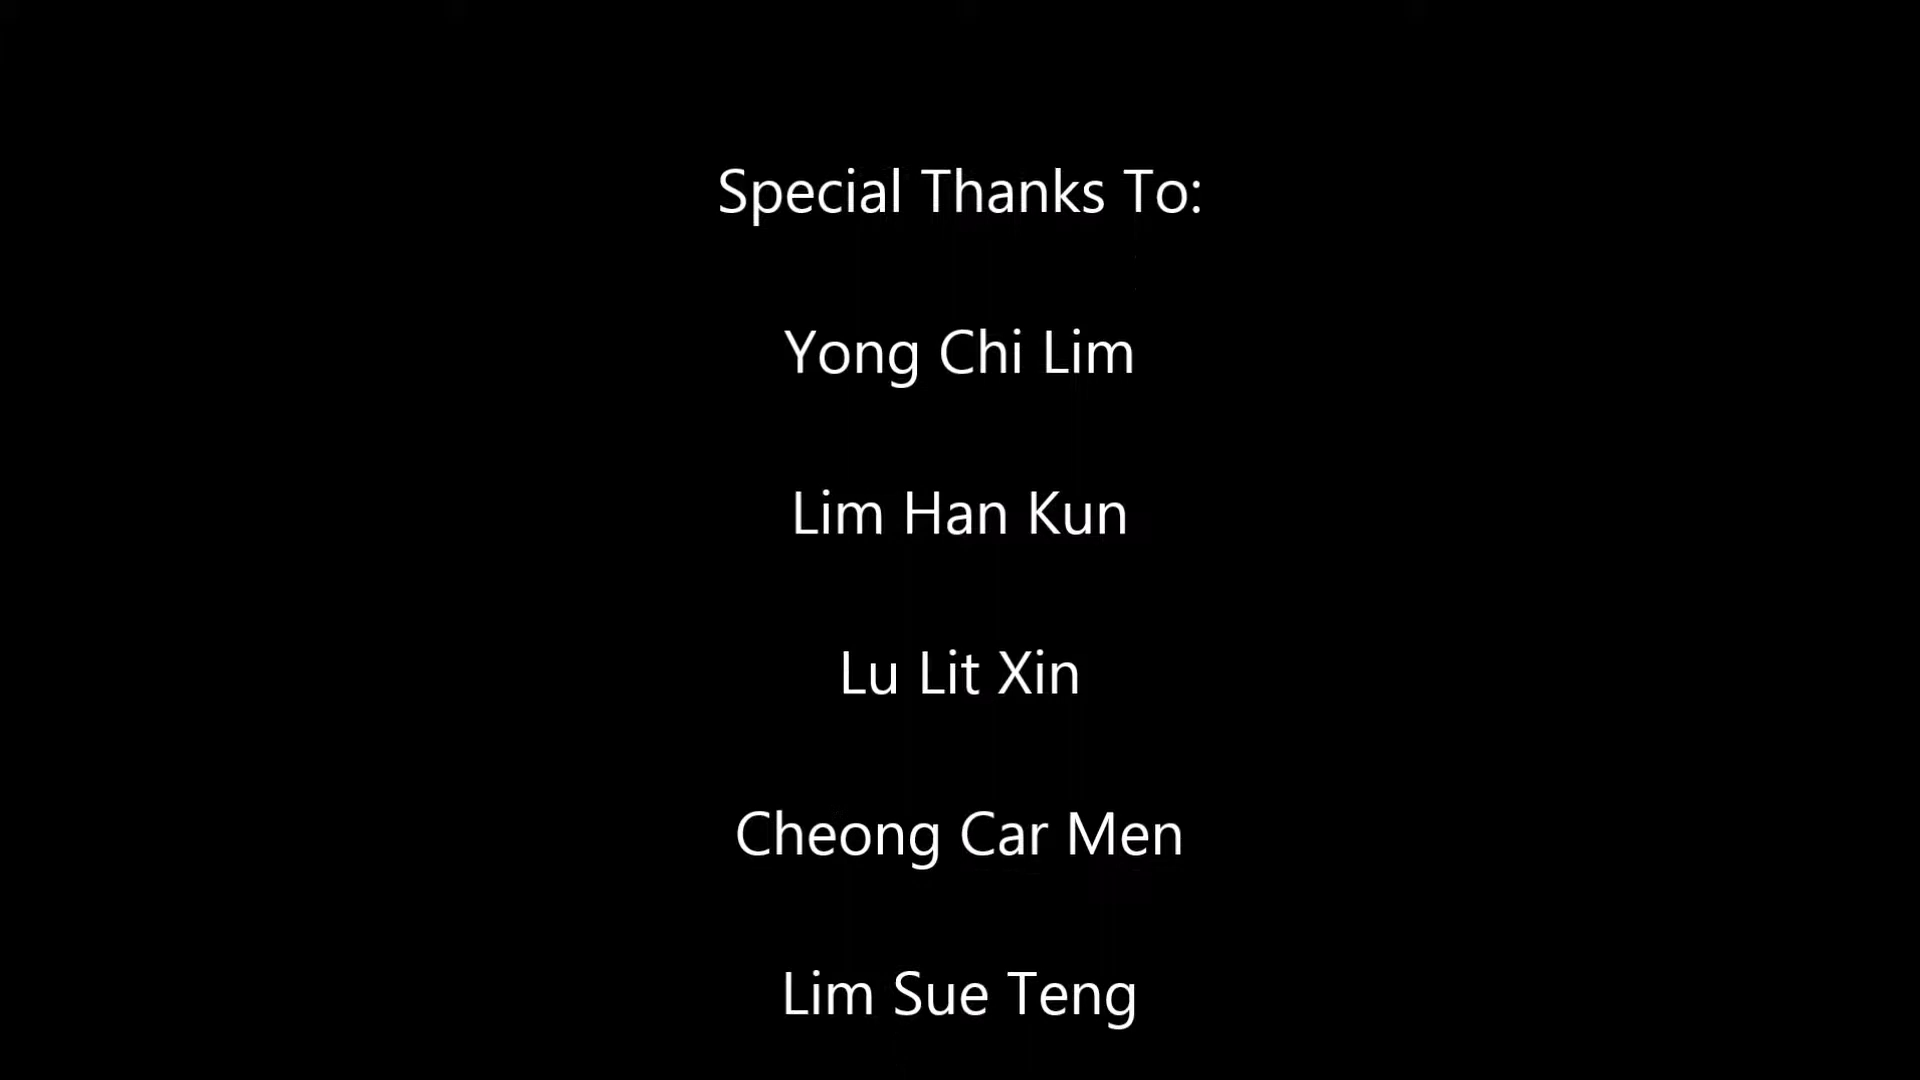 Special Thanks To:
Yong Chi Lim
Lim Han Kun
Lu Lit Xin
Cheong Car Men
Lim Sue Teng